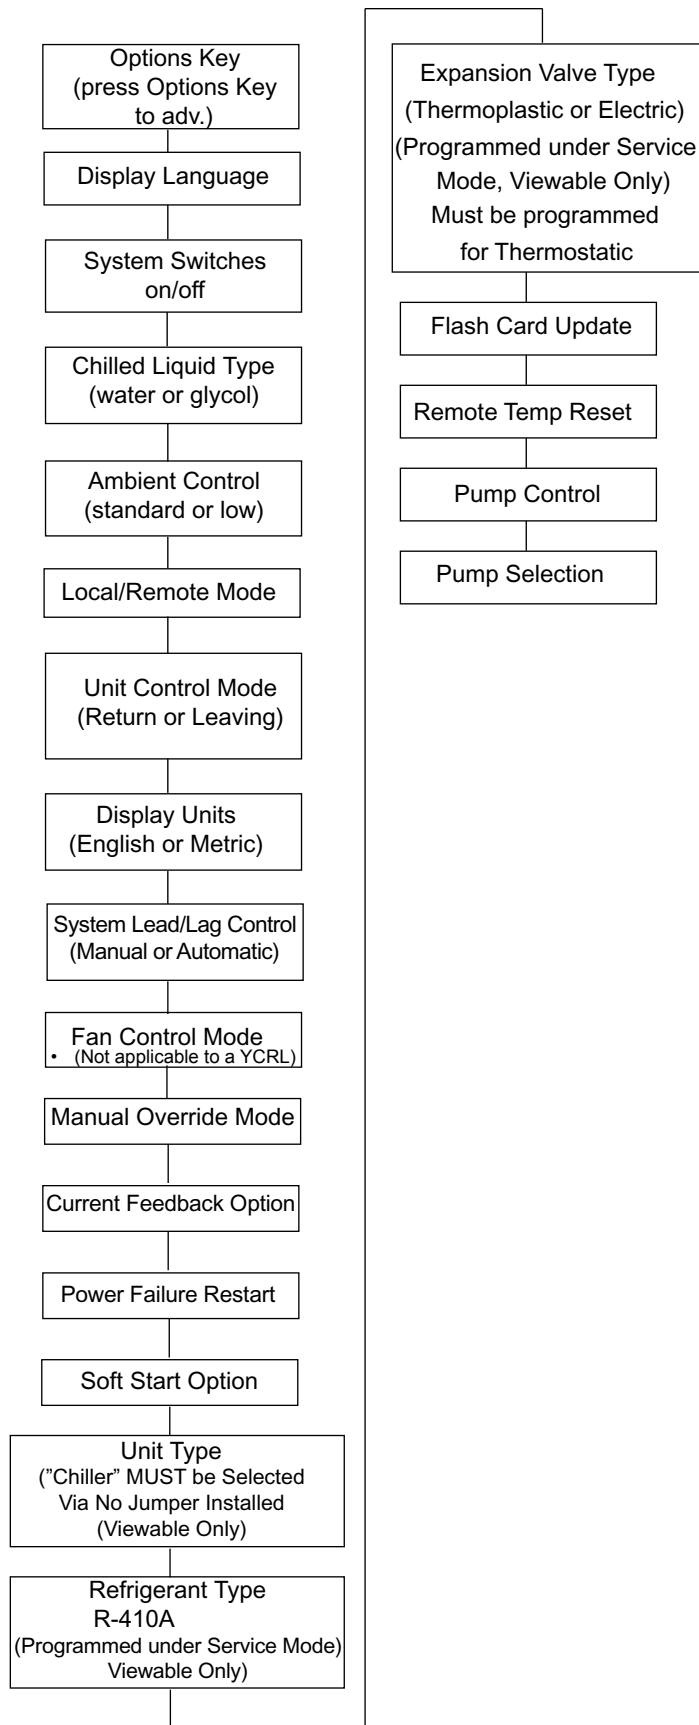 Options Key
(press Options Key
to adv.)
Display Language
System Switches
on/off
Chilled Liquid Type
(water or glycol)
Ambient Control
(standard or low)
Local/Remote Mode
Unit Control Mode
(Return or Leaving)
Display Units
(English or Metric)
System Lead/Lag Control
(Manual or Automatic)
Fan Control Mode
• (Not applicable to a YCRL)
Manual Override Mode
Current Feedback Option
Power Failure Restart
Soft Start Option
Unit Type
(”Chiller” MUST be Selected
Via No Jumper Installed
(Viewable Only)
Refrigerant Type
R-410A
(Programmed under Service Mode)
Viewable Only)
Expansion Valve Type
(Thermoplastic or Electric)
(Programmed under Service
Mode, Viewable Only)
Must be programmed
for Thermostatic
Flash Card Update
Remote Temp Reset
Pump Control
Pump Selection